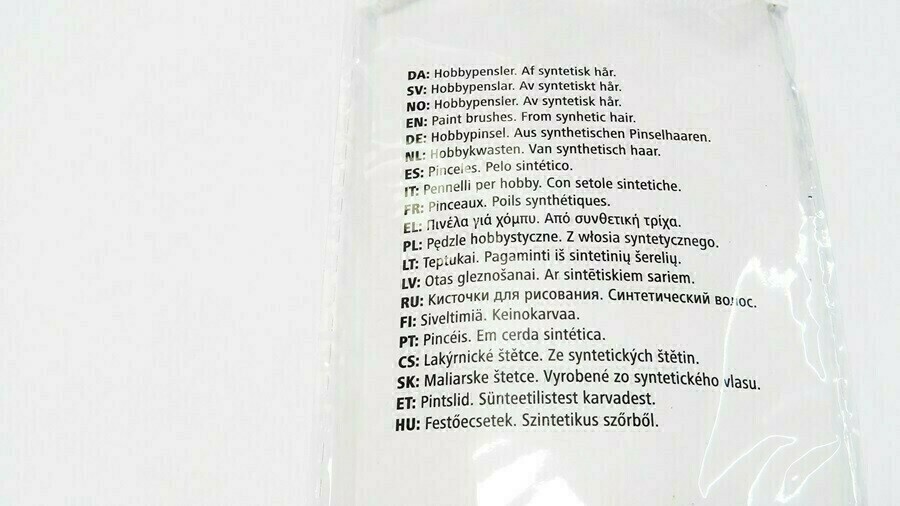 DA: Hobbypensler. Af syntetisk hår.
SV: Hobbypenslar. Av syntetiskt hår.
NO: Hobbypensler. Av syntetisk hår.
EN: Paint brushes. From synhetic hair.
DE: Hobbypinsel. Aus synthetischen Pinselhaaren.
NL: Hobbykwasten. Van synthetisch haar.
ES: Pinceles. Pelo sintético.
IT: Pennelli per hobby. Con setole sintetiche.
FR: Pinceaux. Poils synthétiques.
EL: Πινέλα γιά χόμπυ. Από συνθετική τρίχα.
PL: Pędzle hobbystyczne. Z włosia syntetycznego.
LT: Teptukai. Pagaminti iš sintetinių šerelių.
LV: Otas gleznošanai. Ar sintētiskiem sariem.
RU: Кисточки для рисования. Синтетический волос.
FI: Siveltimiä. Keinokarvaa.
PT: Pincéis. Em cerda sintética.
CS: Lakýrnické štětce. Ze syntetických štětin.
SK: Maliarske štetce. Vyrobené zo syntetického vlasu.
ET: Pintslid. Sünteetilistest karvadest.
HU: Festőecsetek. Szintetikus szőrből.